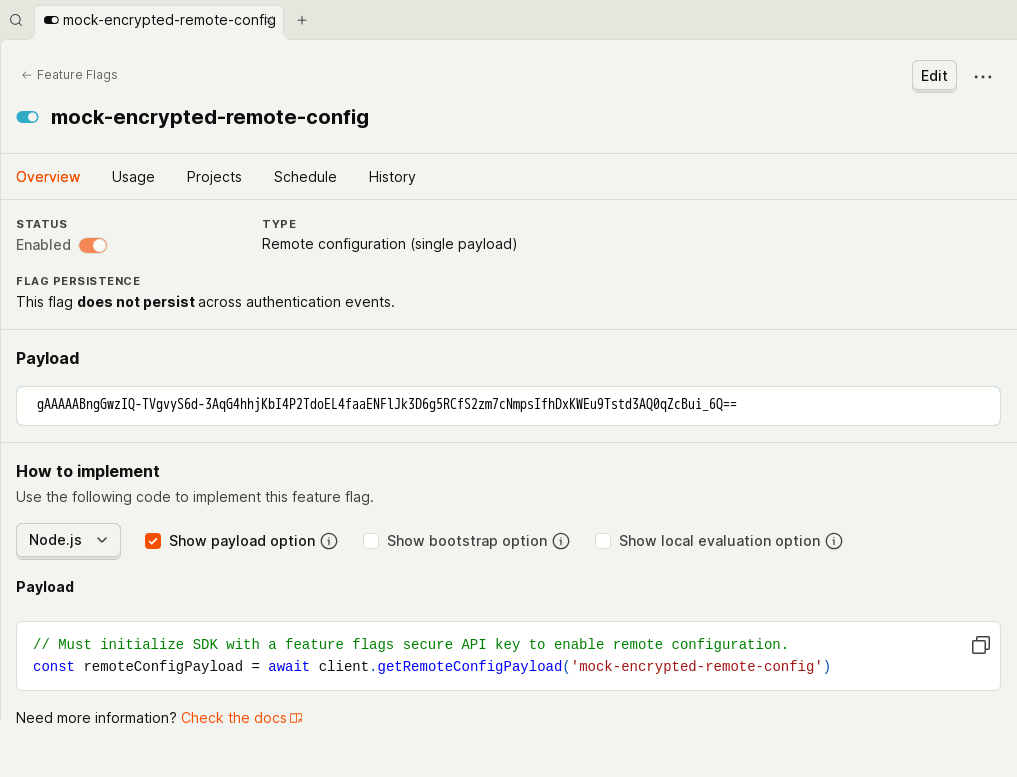 mock-encrypted-remote-config
Feature Flags
Edit
mock-encrypted-remote-config
Overview Usage Projects Schedule History
STATUS TYPE
Enabled Remote configuration (single payload)
FLAG PERSISTENCE
This flag does not persist across authentication events.
Payload
gAAAAABngGwzIQ-TVgvyS6d-3AqG4hhjKbI4P2TdoEL4faaENFlJk3D6g5RCfS2zm7cNmpsIfhDxKWEu9Tstd3AQ0qZcBui_6Q==
How to implement
Use the following code to implement this feature flag.
Node.js Show payload option Show bootstrap option Show local evaluation option
Payload
// Must initialize SDK with a feature flags secure API key to enable remote configuration.
const remoteConfigPayload = await client.getRemoteConfigPayload('mock-encrypted-remote-config')
Need more information? Check the docs